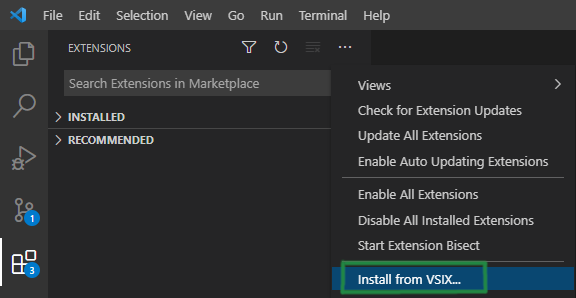 File Edit Selection View Go Run Terminal Help
EXTENSIONS
Search Extensions in Marketplace
INSTALLED
RECOMMENDED
1
3
Views
Check for Extension Updates
Update All Extensions
Enable Auto Updating Extensions
Enable All Extensions
Disable All Installed Extensions
Start Extension Bisect
Install from VSIX...